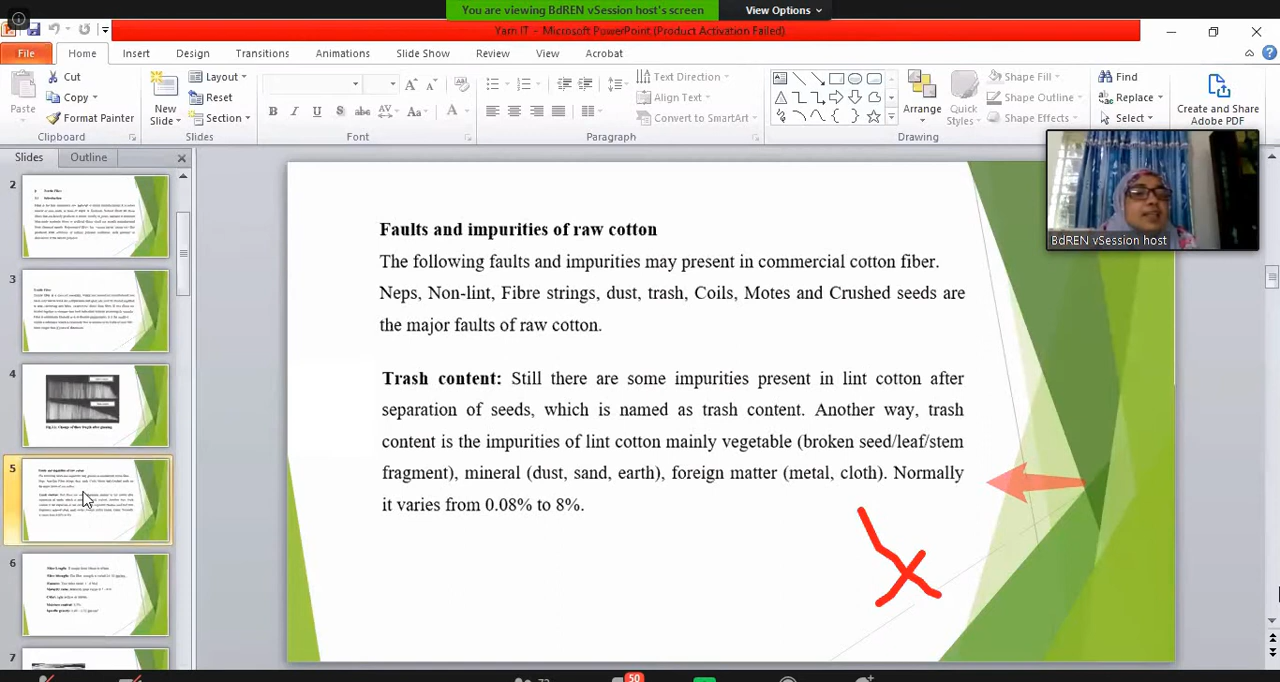 You are viewing BdREN vSession host's screen
View Options
Yarn IT - Microsoft PowerPoint (Product Activation Failed)
File
Home
Insert
Design
Transitions
Animations
Slide Show
Review
View
Acrobat
Paste
Cut
Copy
Format Painter
Clipboard
New
Slide
Layout
Reset
Section
Slides
Font
Text Direction
Align Text
Convert to SmartArt
Paragraph
Arrange
Quick
Styles
Shape Fill
Shape Outline
Shape Effects
Drawing
Find
Replace
Select
Editing
Create and Share
Adobe PDF
Slides
Outline
2
3
4
5
6
7
Faults and impurities of raw cotton
The following faults and impurities may present in commercial cotton fiber.
Neps, Non-lint, Fibre strings, dust, trash, Coils, Motes and Crushed seeds are
the major faults of raw cotton.
Trash content: Still there are some impurities present in lint cotton after
separation of seeds, which is named as trash content. Another way, trash
content is the impurities of lint cotton mainly vegetable (broken seed/leaf/stem
fragment), mineral (dust, sand, earth), foreign matter (metal, cloth). Normally
it varies from 0.08% to 8%.
BdREN vSession host
50